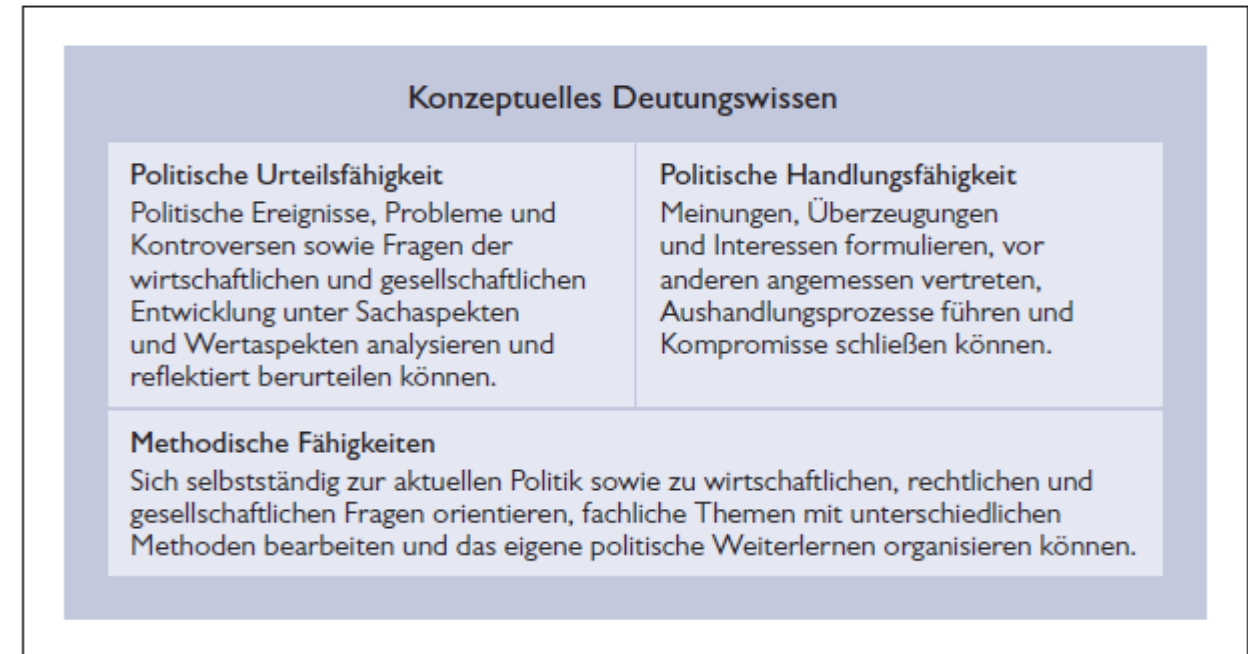 Konzeptuelles Deutungswissen
Politische Urteilsfähigkeit
Politische Ereignisse, Probleme und
Kontroversen sowie Fragen der
wirtschaftlichen und gesellschaftlichen
Entwicklung unter Sachaspekten
und Wertaspekten analysieren und
reflektiert berurteilen können.
Politische Handlungsfähigkeit
Meinungen, Überzeugungen
und Interessen formulieren, vor
anderen angemessen vertreten,
Aushandlungsprozesse führen und
Kompromisse schließen können.
Methodische Fähigkeiten
Sich selbstständig zur aktuellen Politik sowie zu wirtschaftlichen, rechtlichen und
gesellschaftlichen Fragen orientieren, fachliche Themen mit unterschiedlichen
Methoden bearbeiten und das eigene politische Weiterlernen organisieren können.